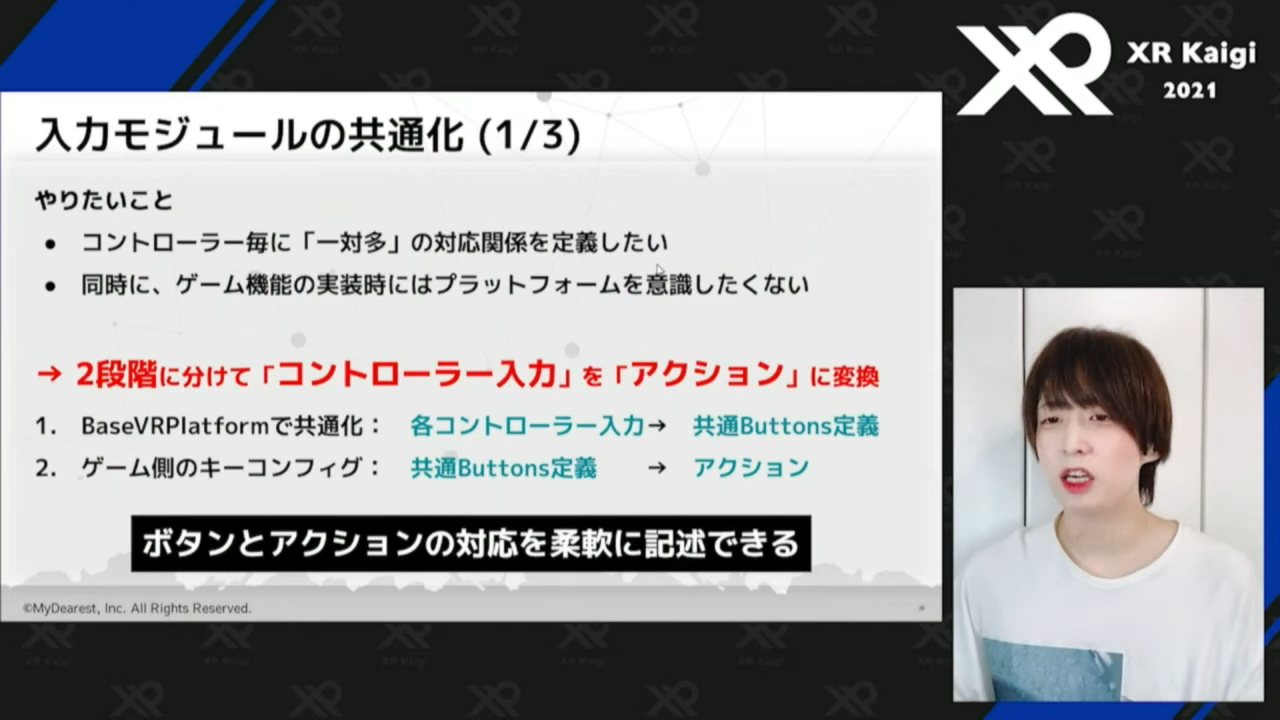 XR Kaigi
2021
入力モジュールの共通化 (1/3)
やりたいこと
● コントローラー毎に「一対多」の対応関係を定義したい
● 同時に、ゲーム機能の実装時にはプラットフォームを意識したくない
→ 2段階に分けて「コントローラー入力」を「アクション」に変換
1. BaseVRPlatformで共通化： 各コントローラー入力→ 共通Buttons定義
2. ゲーム側のキーコンフィグ： 共通Buttons定義 → アクション
ボタンとアクションの対応を柔軟に記述できる
©MyDearest, Inc. All Rights Reserved.